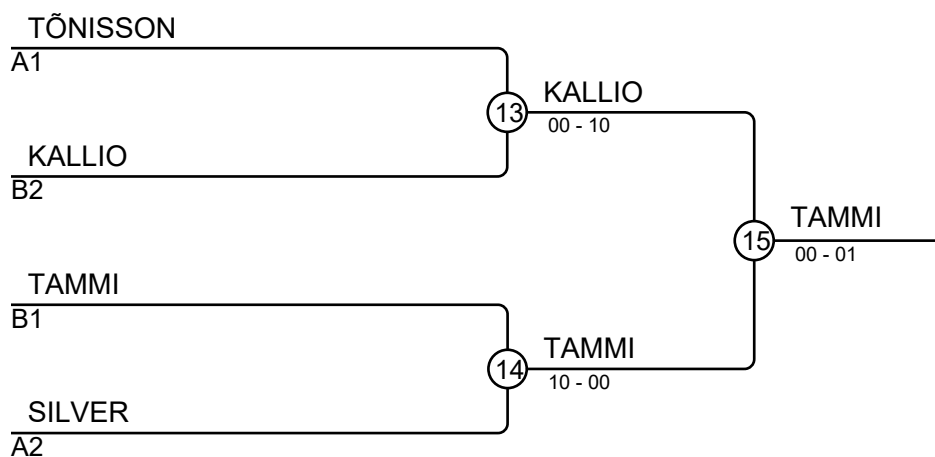 TÕNISSON
A1
13
KALLIO
00 - 10
KALLIO
B2
15
TAMMI
00 - 01
TAMMI
B1
14
TAMMI
10 - 00
SILVER
A2